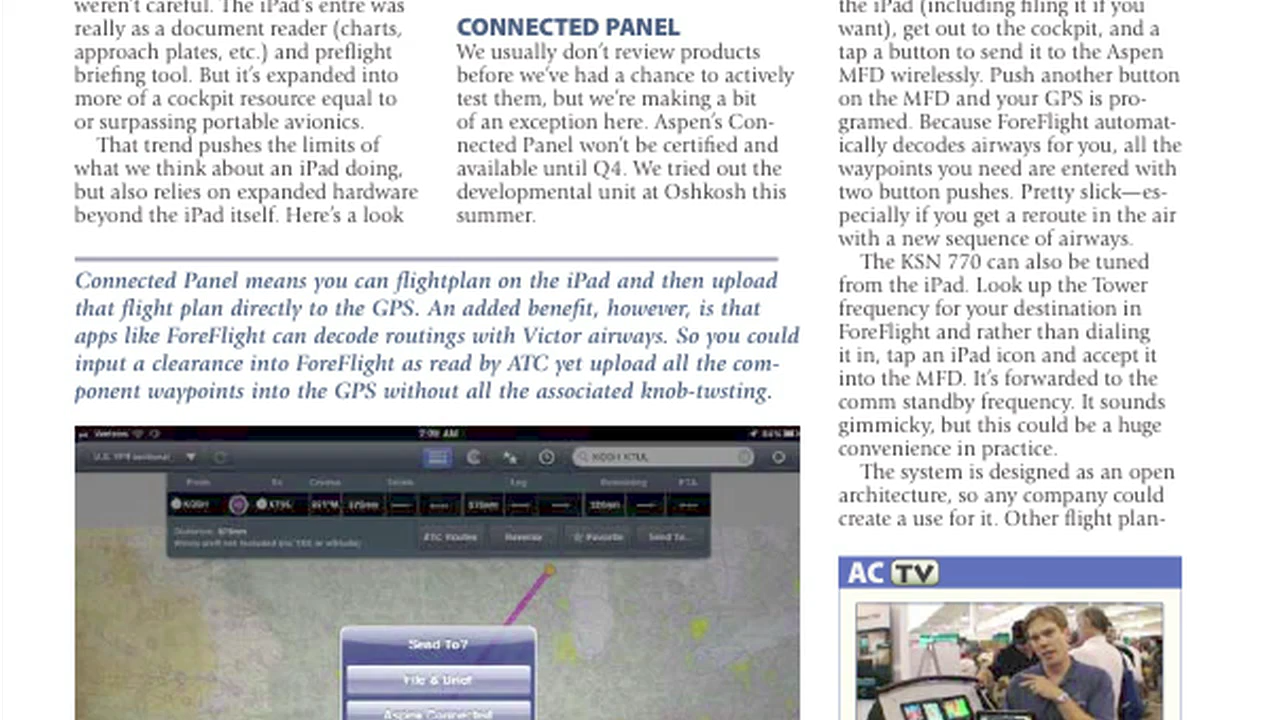 weren't careful. The iPad's entre was
really as a document reader (charts,
approach plates, etc.) and preflight
briefing tool. But it's expanded into
more of a cockpit resource equal to
or surpassing portable avionics.
That trend pushes the limits of
what we think about an iPad doing,
but also relies on expanded hardware
beyond the iPad itself. Here's a look
CONNECTED PANEL
We usually don't review products
before we've had a chance to actively
test them, but we're making a bit
of an exception here. Aspen's Con-
nected Panel won't be certified and
available until Q4. We tried out the
developmental unit at Oshkosh this
summer.
the iPad (including filing it if you
want), get out to the cockpit, and a
tap a button to send it to the Aspen
MFD wirelessly. Push another button
on the MFD and your GPS is pro-
gramed. Because ForeFlight automat-
ically decodes airways for you, all the
waypoints you need are entered with
two button pushes. Pretty slick—es-
pecially if you get a reroute in the air
with a new sequence of airways.
The KSN 770 can also be tuned
from the iPad. Look up the Tower
frequency for your destination in
ForeFlight and rather than dialing
it in, tap an iPad icon and accept it
into the MFD. It's forwarded to the
comm standby frequency. It sounds
gimmicky, but this could be a huge
convenience in practice.
The system is designed as an open
architecture, so any company could
create a use for it. Other flight plan-
Connected Panel means you can flightplan on the iPad and then upload
that flight plan directly to the GPS. An added benefit, however, is that
apps like ForeFlight can decode routings with Victor airways. So you could
input a clearance into ForeFlight as read by ATC yet upload all the com-
ponent waypoints into the GPS without all the associated knob-twsting.
Verizon
KOSH KTUL
ATC Routes Reverse Favorite Send To...
Send To?
File & Brief
Aspen Connected
AC TV